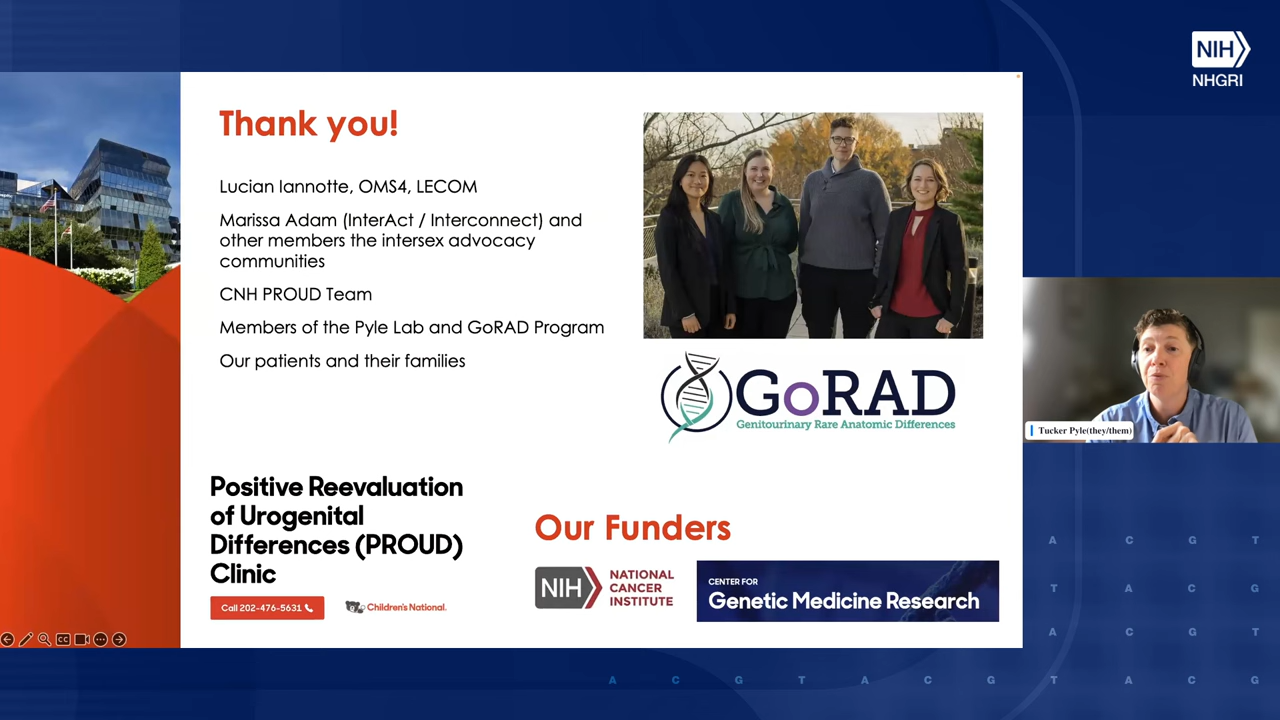 NIH
NHGRI
Thank you!
Lucian Iannotte, OMS4, LECOM
Marissa Adam (InterAct / Interconnect) and
other members the intersex advocacy
communities
CNH PROUD Team
Members of the Pyle Lab and GoRAD Program
Our patients and their families
GoRAD
Genitourinary Rare Anatomic Differences
Tucker Pyle(they/them)
Positive Reevaluation
of Urogenital
Differences (PROUD)
Clinic
Call 202-476-5631
Children's National.
Our Funders
NIH
NATIONAL
CANCER
INSTITUTE
CENTER FOR
Genetic Medicine Research
CC
A C G T
T A C G
A C G T
A C G T A C G T A C G